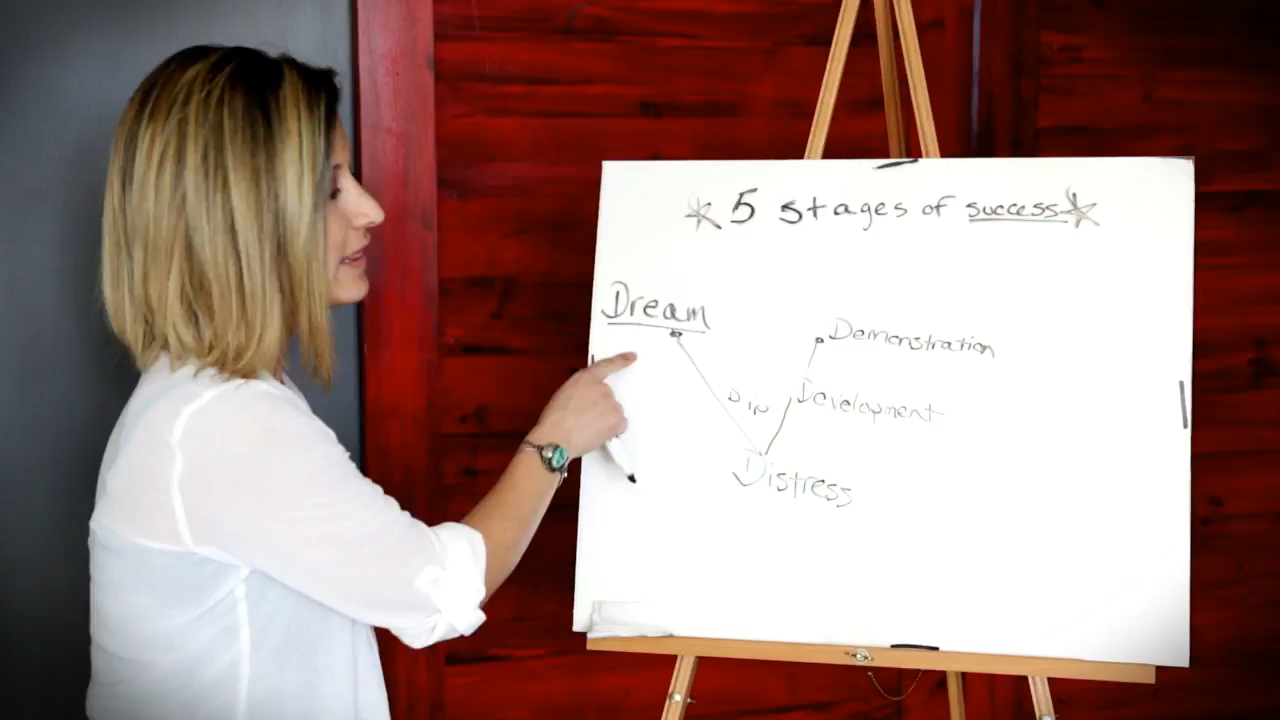 5 stages of success
Dream
Demonstration
Dip
Development
Distress